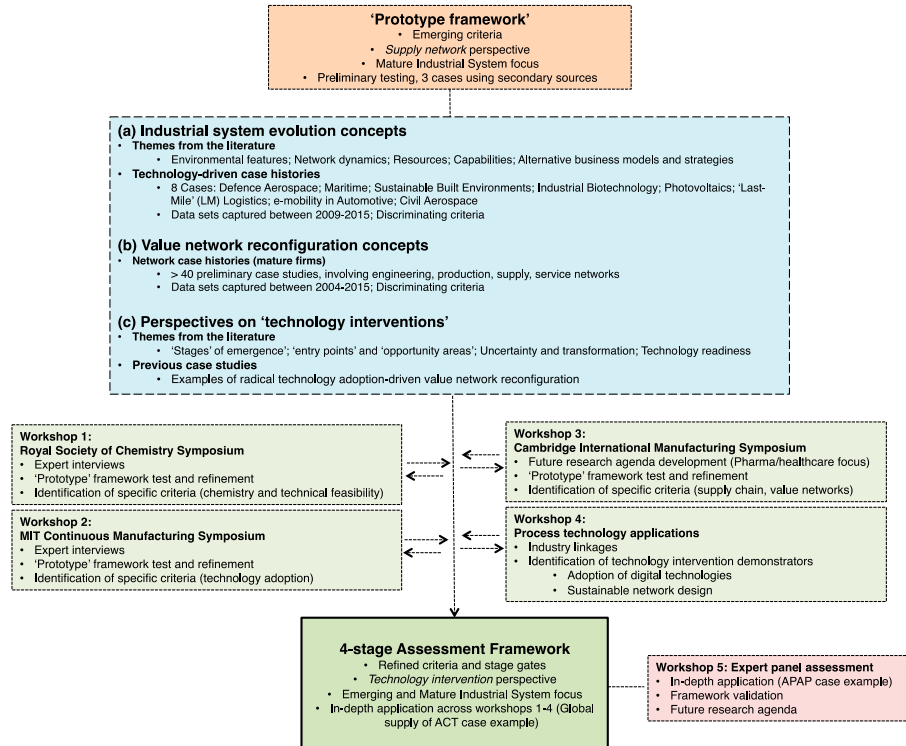 ‘Prototype framework’
• Emerging criteria
• Supply network perspective
• Mature Industrial System focus
• Preliminary testing, 3 cases using secondary sources
(a) Industrial system evolution concepts
• Themes from the literature
• Environmental features; Network dynamics; Resources; Capabilities; Alternative business models and strategies
• Technology-driven case histories
• 8 Cases: Defence Aerospace; Maritime; Sustainable Built Environments; Industrial Biotechnology; Photovoltaics; ‘Last-
Mile’ (LM) Logistics; e-mobility in Automotive; Civil Aerospace
• Data sets captured between 2009-2015; Discriminating criteria
(b) Value network reconfiguration concepts
• Network case histories (mature firms)
• > 40 preliminary case studies, involving engineering, production, supply, service networks
• Data sets captured between 2004-2015; Discriminating criteria
(c) Perspectives on ‘technology interventions’
• Themes from the literature
• ‘Stages’ of emergence’; ‘entry points’ and ‘opportunity areas’; Uncertainty and transformation; Technology readiness
• Previous case studies
• Examples of radical technology adoption-driven value network reconfiguration
Workshop 1:
Royal Society of Chemistry Symposium
• Expert interviews
• ‘Prototype’ framework test and refinement
• Identification of specific criteria (chemistry and technical feasibility)
Workshop 2:
MIT Continuous Manufacturing Symposium
• Expert interviews
• ‘Prototype’ framework test and refinement
• Identification of specific criteria (technology adoption)
Workshop 3:
Cambridge International Manufacturing Symposium
• Future research agenda development (Pharma/healthcare focus)
• ‘Prototype’ framework test and refinement
• Identification of specific criteria (supply chain, value networks)
Workshop 4:
Process technology applications
• Industry linkages
• Identification of technology intervention demonstrators
• Adoption of digital technologies
• Sustainable network design
4-stage Assessment Framework
• Refined criteria and stage gates
• Technology intervention perspective
• Emerging and Mature Industrial System focus
• In-depth application across workshops 1-4 (Global
supply of ACT case example)
Workshop 5: Expert panel assessment
• In-depth application (APAP case example)
• Framework validation
• Future research agenda